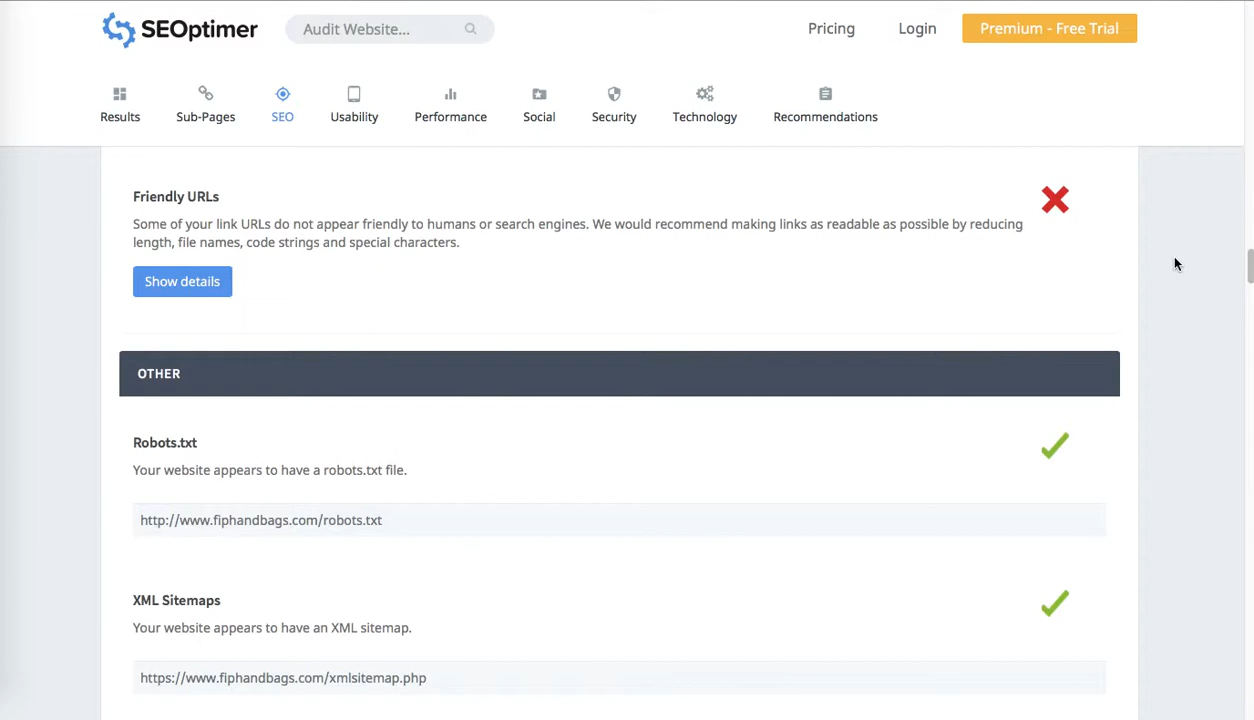 SEOptimer
Audit Website...
Pricing
Login
Premium - Free Trial
Results
Sub-Pages
SEO
Usability
Performance
Social
Security
Technology
Recommendations
Friendly URLs
Some of your link URLs do not appear friendly to humans or search engines. We would recommend making links as readable as possible by reducing
length, file names, code strings and special characters.
Show details
OTHER
Robots.txt
Your website appears to have a robots.txt file.
http://www.fiphandbags.com/robots.txt
XML Sitemaps
Your website appears to have an XML sitemap.
https://www.fiphandbags.com/xmlsitemap.php